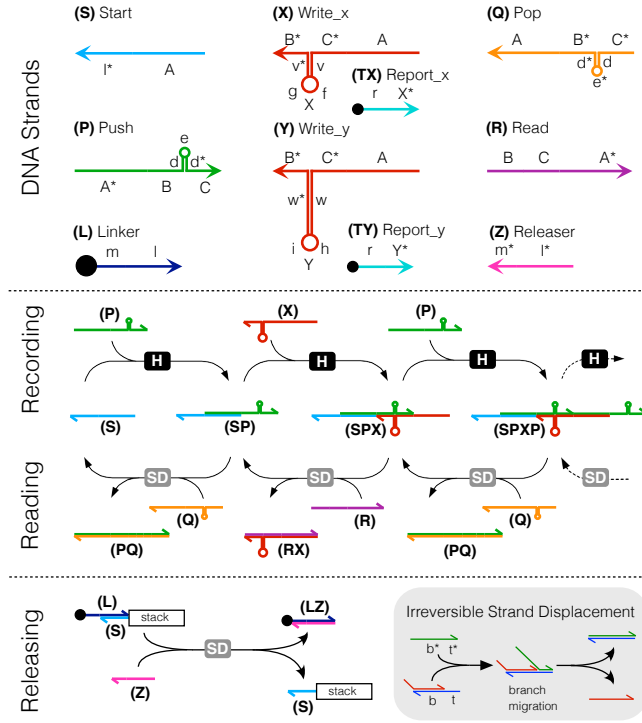 DNA Strands
(S) Start
l* A
(X) Write_x
B* C* A
v* v
g f
X
(TX) Report_x
r X*
(Q) Pop
A B* C*
d* d
e*
(P) Push
e
d d*
A* B C
(Y) Write_y
B* C* A
w* w
i h
Y
(TY) Report_y
r Y*
(R) Read
B C A*
(L) Linker
m l
(Z) Releaser
m* l*
Recording
(P) (X) (P)
H H H H
(S) (SP) (SPX) (SPXP)
Reading
SD SD SD SD
(Q) (R) (Q)
(PQ) (RX) (PQ)
Releasing
(L)
(S) stack
SD
(LZ)
(Z)
(S) stack
Irreversible Strand Displacement
b* t*
b t
branch
migration